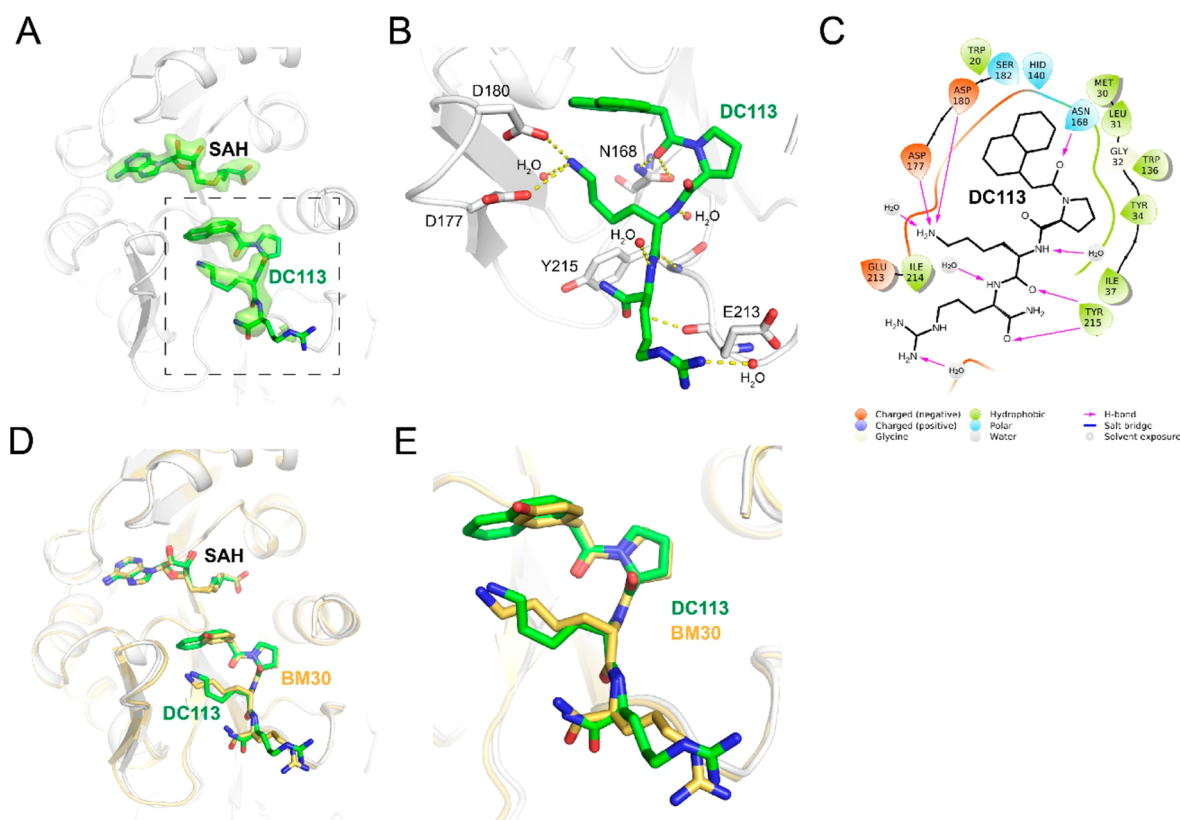 A
SAH
DC113
B
D180
DC113
H₂O
N168
D177
H₂O
H₂O
Y215
E213
H₂O
C
TRP
20
SER
182
HID
140
ASP
180
MET
30
ASN
168
LEU
31
GLY
32
ASP
177
TRP
136
DC113
TYR
34
H₂O
O
O
N
H₂N
NH
H₂O
H₂O
GLU
213
ILE
214
HN
O
ILE
37
NH₂
TYR
215
H₂N
NH
O
H₂N
H₂O
Charged (negative)
Charged (positive)
Glycine
Hydrophobic
Polar
Water
H-bond
Salt bridge
Solvent exposure
D
SAH
BM30
DC113
E
DC113
BM30